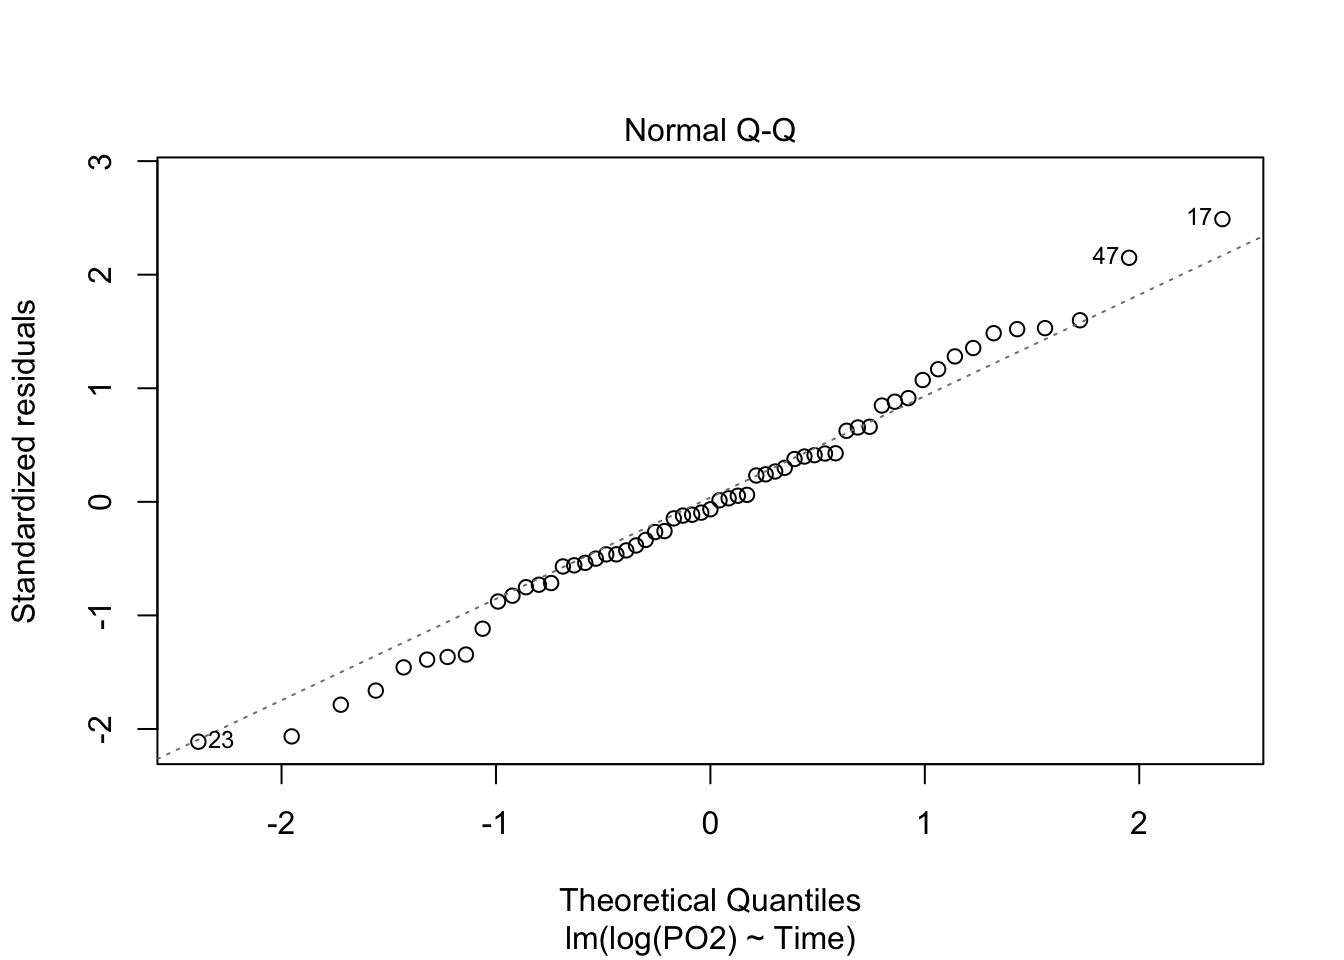 Normal Q-Q
3
2
1
0
-1
-2
Standardized residuals
17
47
23
-2 -1 0 1 2
Theoretical Quantiles
lm(log(PO2) ~ Time)